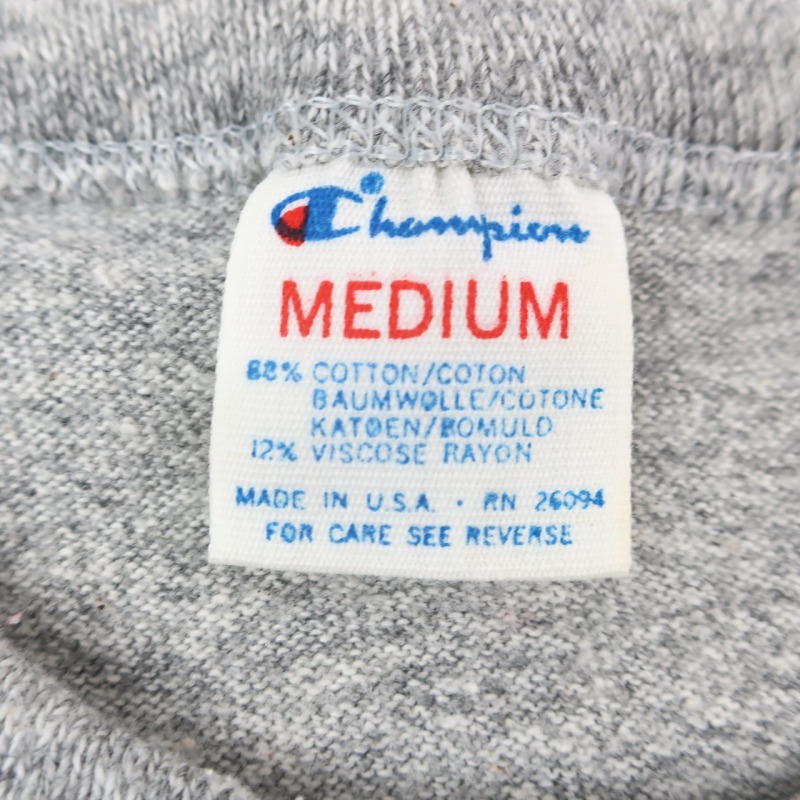 Champion
MEDIUM
88% COTTON/COTON
BAUMWOLLE/COTONE
KATOEN/BOMULD
12% VISCOSE RAYON
MADE IN U.S.A. · RN 26094
FOR CARE SEE REVERSE